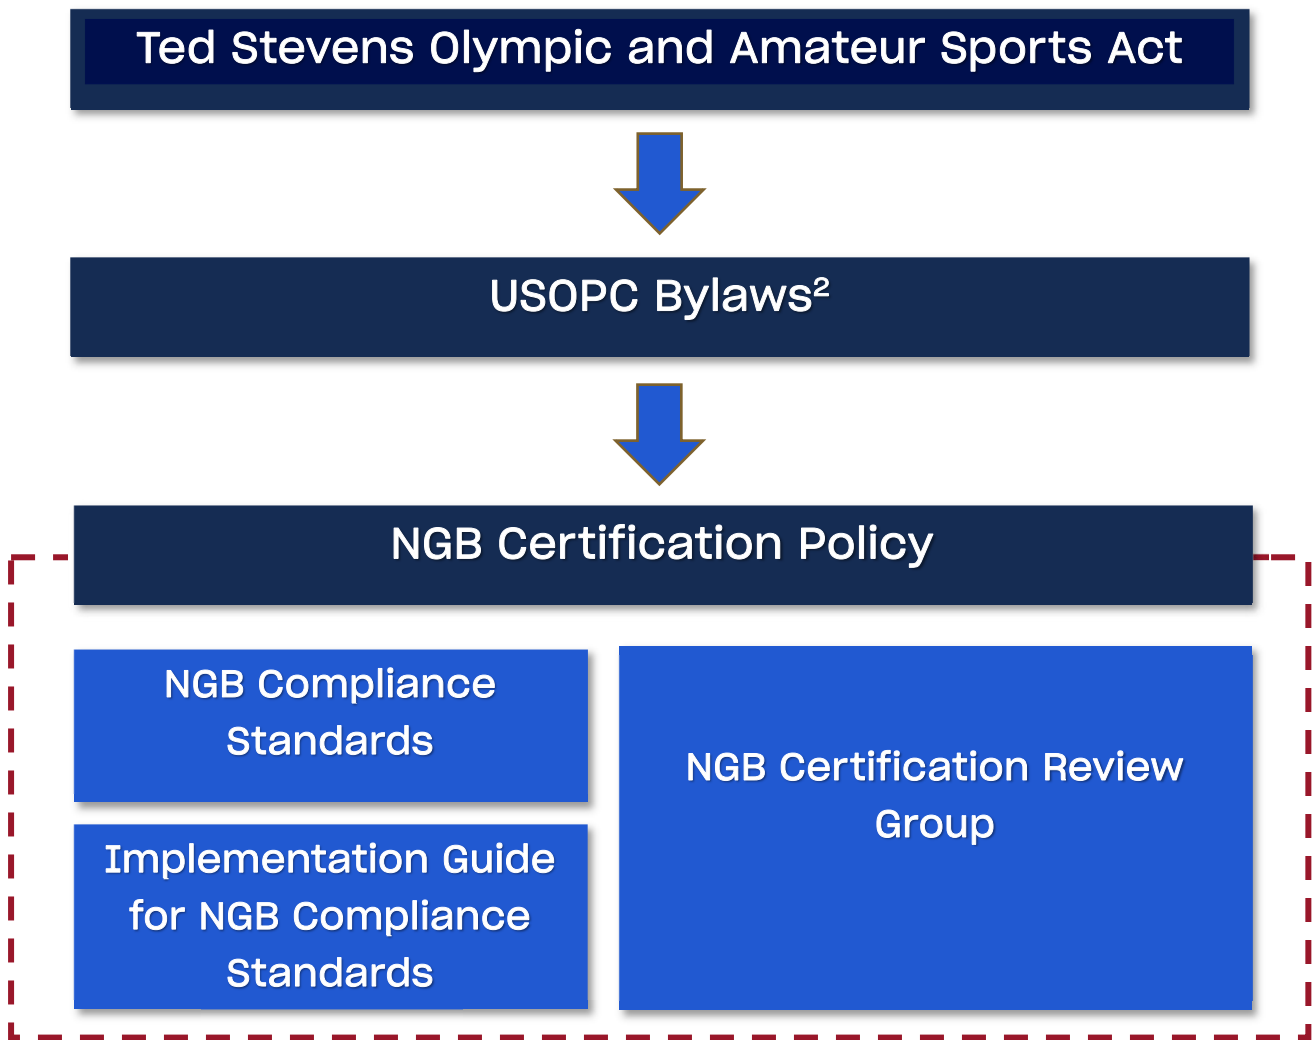 Ted Stevens Olympic and Amateur Sports Act
USOPC Bylaws²
NGB Certification Policy
NGB Compliance
Standards
Implementation Guide
for NGB Compliance
Standards
NGB Certification Review
Group